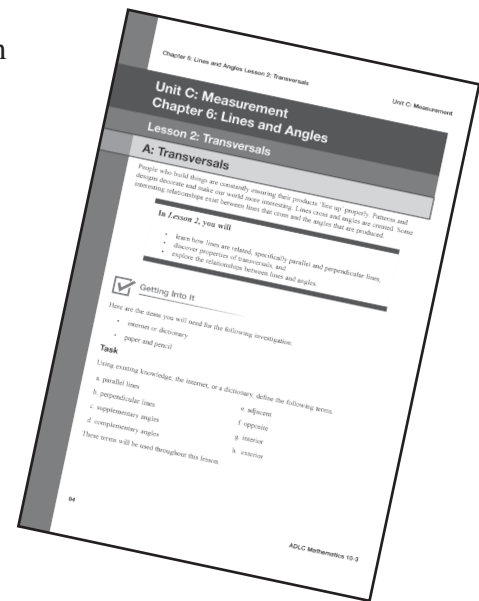 n
Chapter 6: Lines and Angles Lesson 2: Transversals
Unit C: Measurement
Unit C: Measurement
Chapter 6: Lines and Angles
Lesson 2: Transversals
A: Transversals
People who build things are constantly ensuring their products 'line up' properly. Patterns and
designs decorate and make our world more interesting. Lines cross and angles are created. Some
interesting relationships exist between lines that cross and the angles that are produced.
In Lesson 2, you will
• learn how lines are related, specifically parallel and perpendicular lines,
• discover properties of transversals, and
• explore the relationships between lines and angles.
Getting Into It
Here are the items you will need for the following investigation:
• internet or dictionary
• paper and pencil
Task
Using existing knowledge, the internet, or a dictionary, define the following terms.
a. parallel lines
b. perpendicular lines
c. supplementary angles
d. complementary angles
e. adjacent
f. opposite
g. interior
h. exterior
These terms will be used throughout this lesson.
94
ADLC Mathematics 10-3